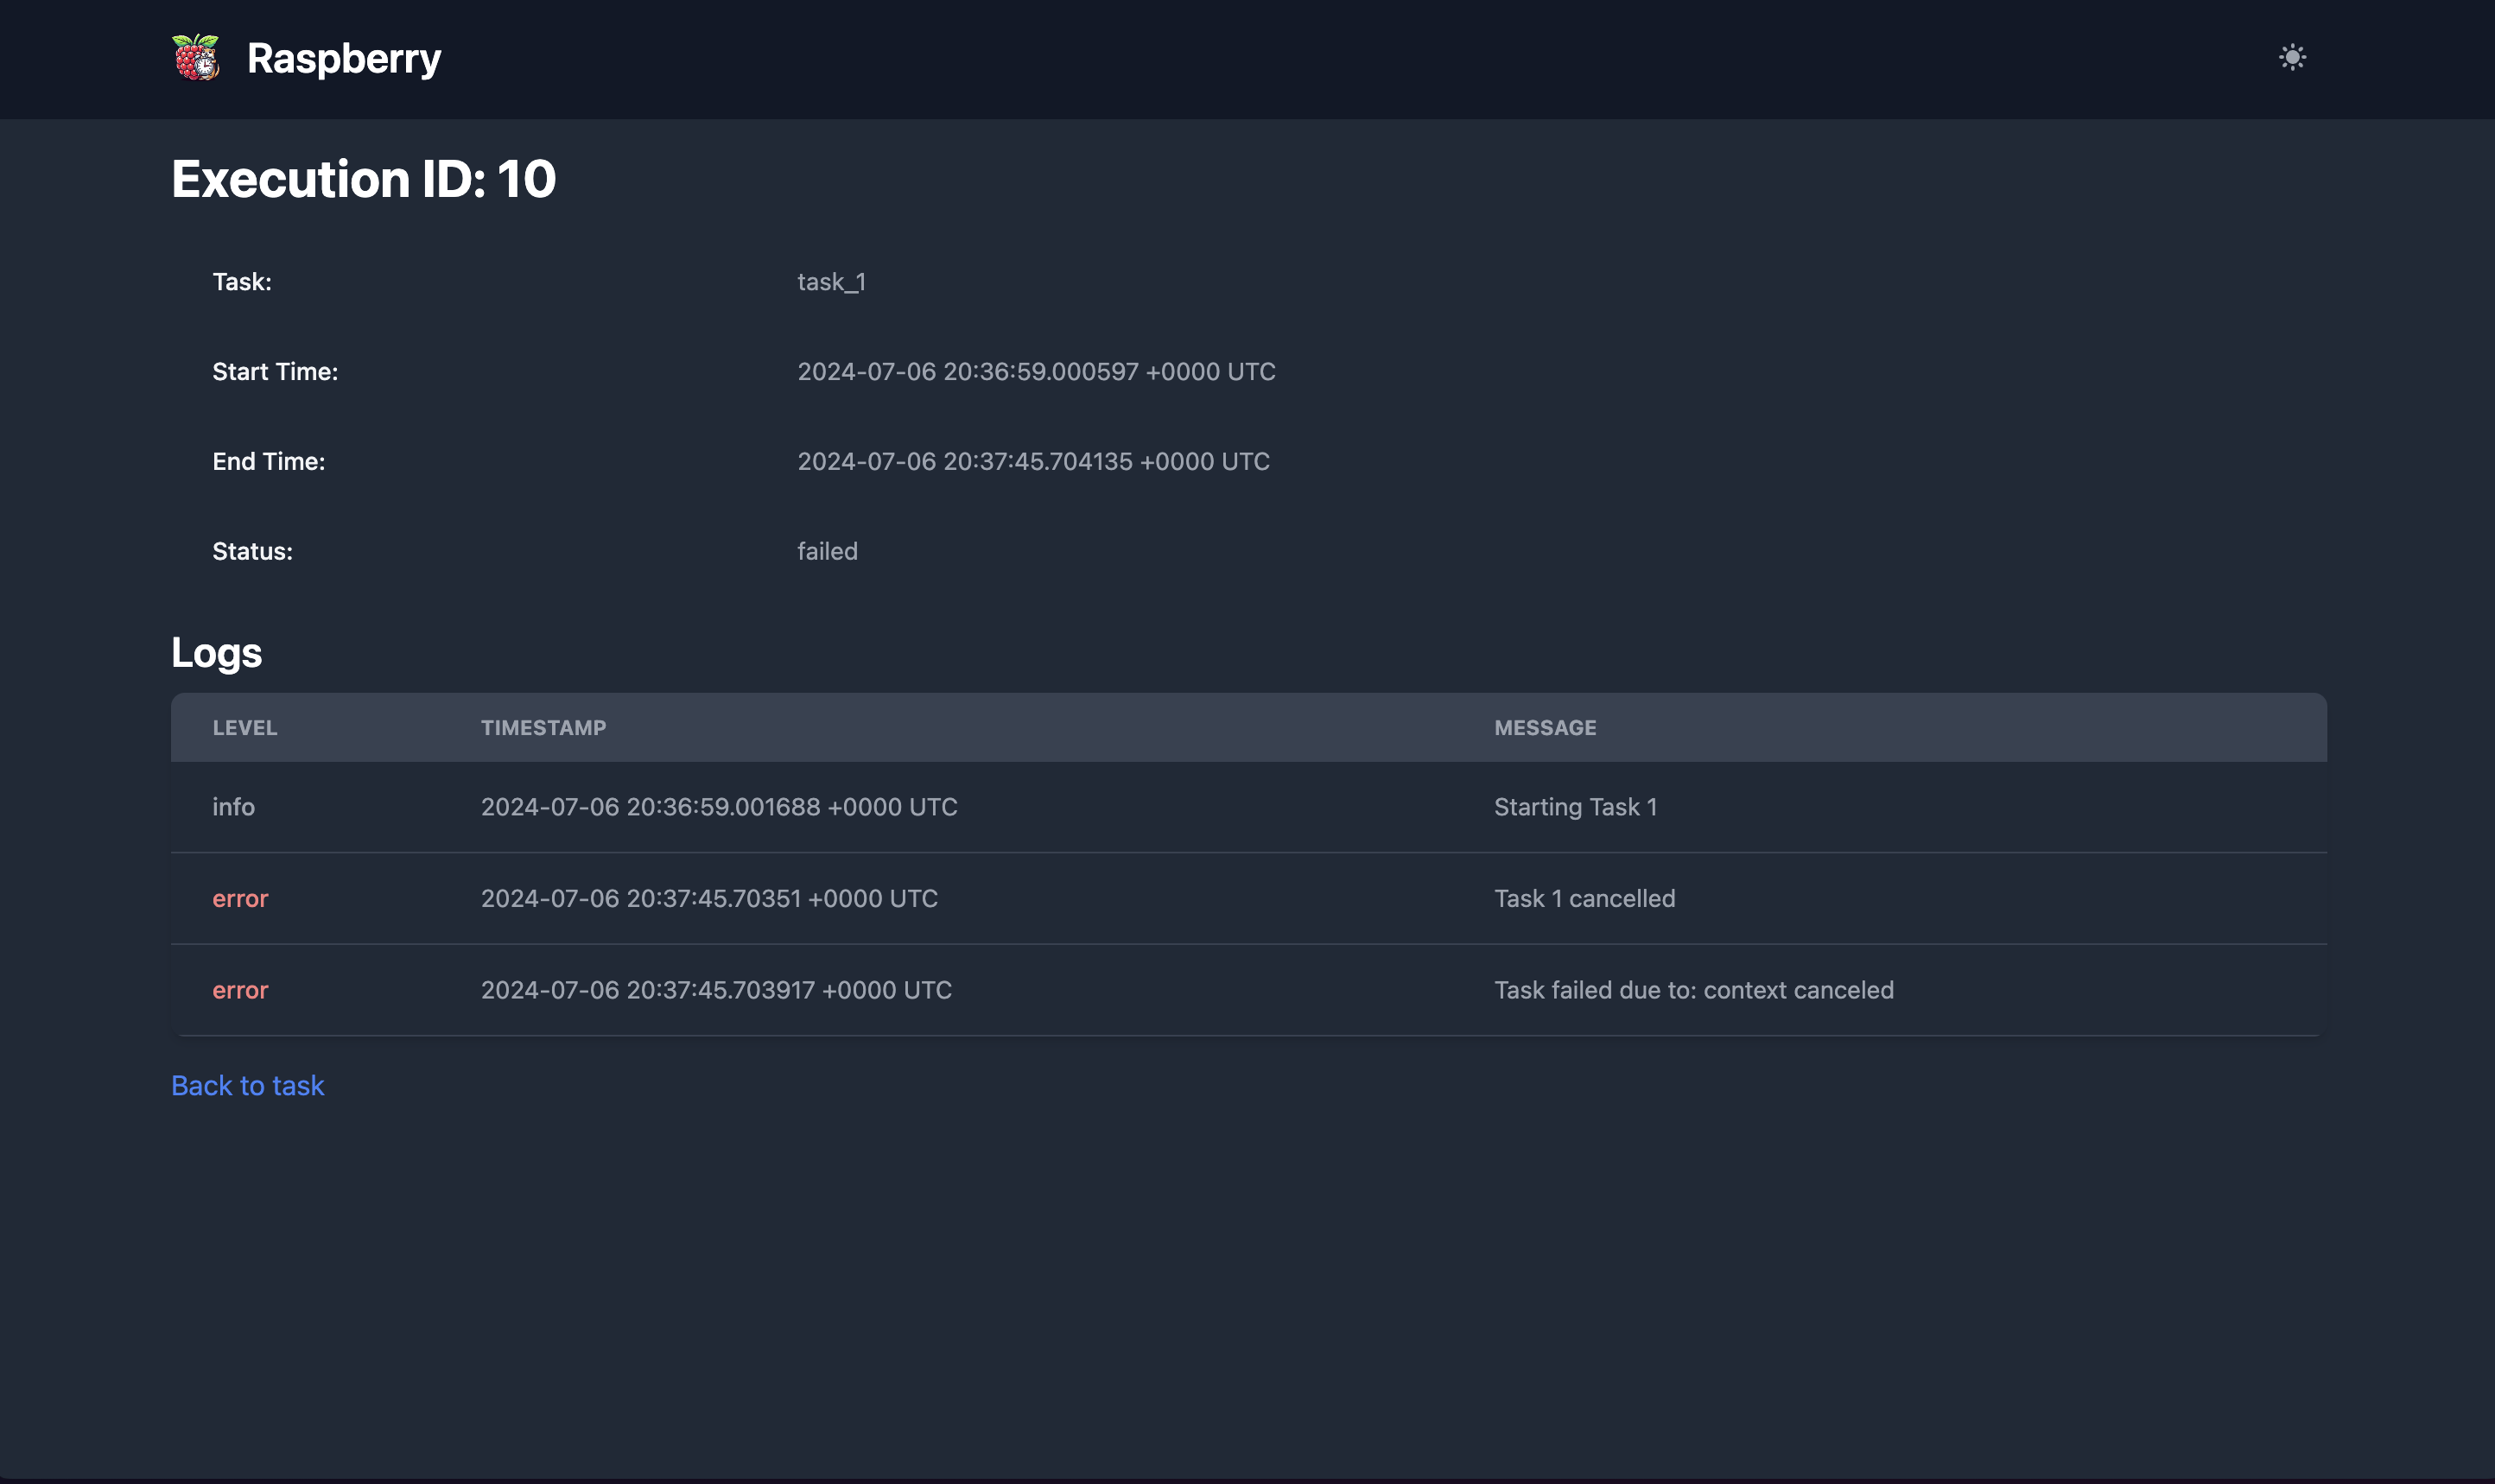 Raspberry
Execution ID: 10
Task: task_1
Start Time: 2024-07-06 20:36:59.000597 +0000 UTC
End Time: 2024-07-06 20:37:45.704135 +0000 UTC
Status: failed
Logs
LEVEL TIMESTAMP MESSAGE
info 2024-07-06 20:36:59.001688 +0000 UTC Starting Task 1
error 2024-07-06 20:37:45.70351 +0000 UTC Task 1 cancelled
error 2024-07-06 20:37:45.703917 +0000 UTC Task failed due to: context canceled
Back to task